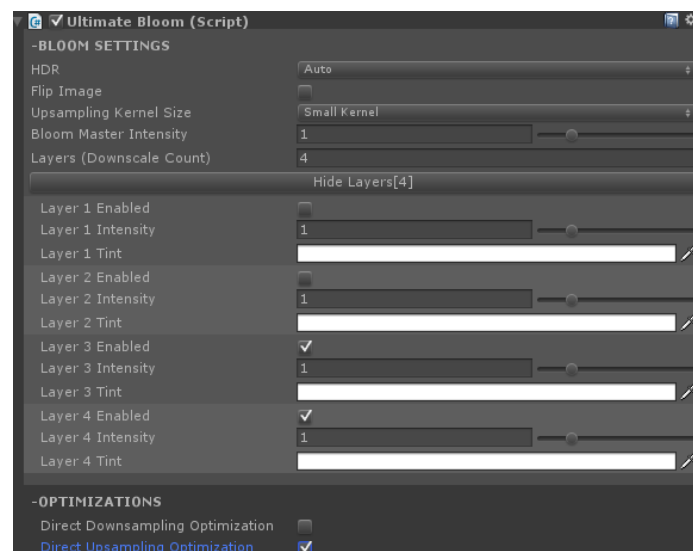 Ultimate Bloom (Script)
-BLOOM SETTINGS
HDR Auto
Flip Image
Upsampling Kernel Size Small Kernel
Bloom Master Intensity 1
Layers (Downscale Count) 4
Hide Layers[4]
Layer 1 Enabled
Layer 1 Intensity 1
Layer 1 Tint
Layer 2 Enabled
Layer 2 Intensity 1
Layer 2 Tint
Layer 3 Enabled
Layer 3 Intensity 1
Layer 3 Tint
Layer 4 Enabled
Layer 4 Intensity 1
Layer 4 Tint
-OPTIMIZATIONS
Direct Downsampling Optimization
Direct Upsampling Optimization